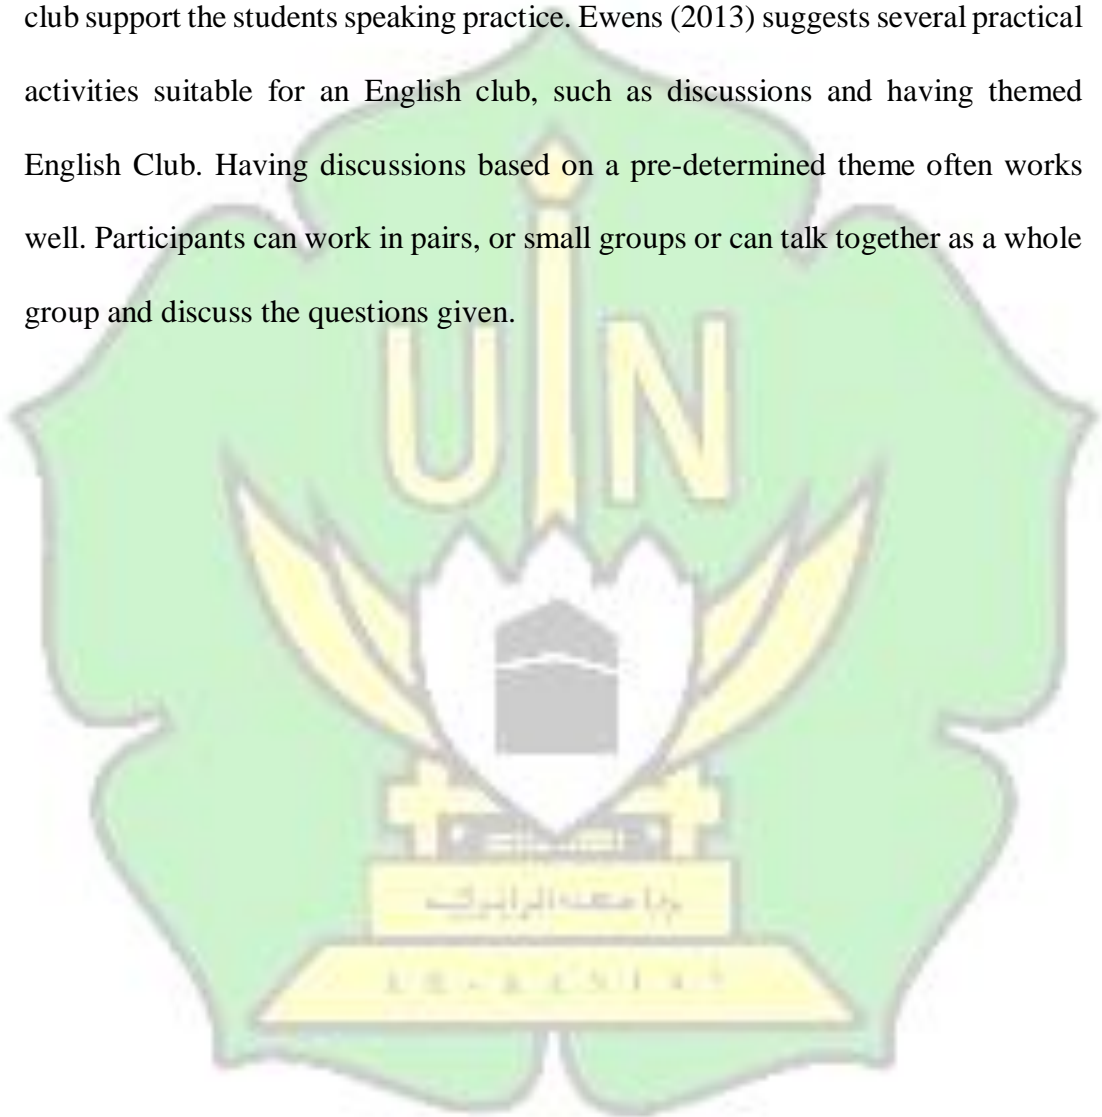 club support the students speaking practice. Ewens (2013) suggests several practical
activities suitable for an English club, such as discussions and having themed
English Club. Having discussions based on a pre-determined theme often works
well. Participants can work in pairs, or small groups or can talk together as a whole
group and discuss the questions given.
UIN